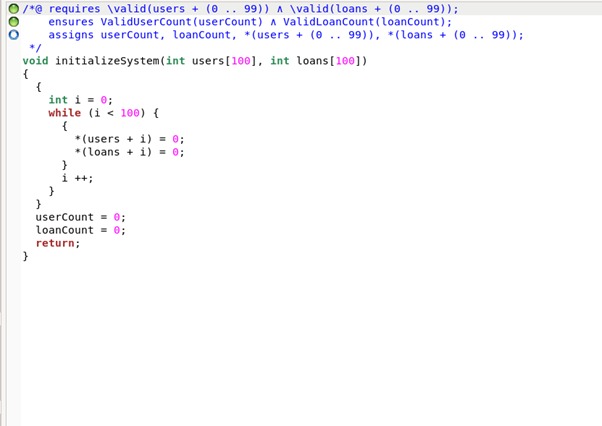 /*@ requires \valid(users + (0 .. 99)) ∧ \valid(loans + (0 .. 99));
    ensures ValidUserCount(userCount) ∧ ValidLoanCount(loanCount);
    assigns userCount, loanCount, *(users + (0 .. 99)), *(loans + (0 .. 99));
 */
void initializeSystem(int users[100], int loans[100])
{
  {
    int i = 0;
    while (i < 100) {
      {
        *(users + i) = 0;
        *(loans + i) = 0;
      }
      i ++;
    }
  }
  userCount = 0;
  loanCount = 0;
  return;
}